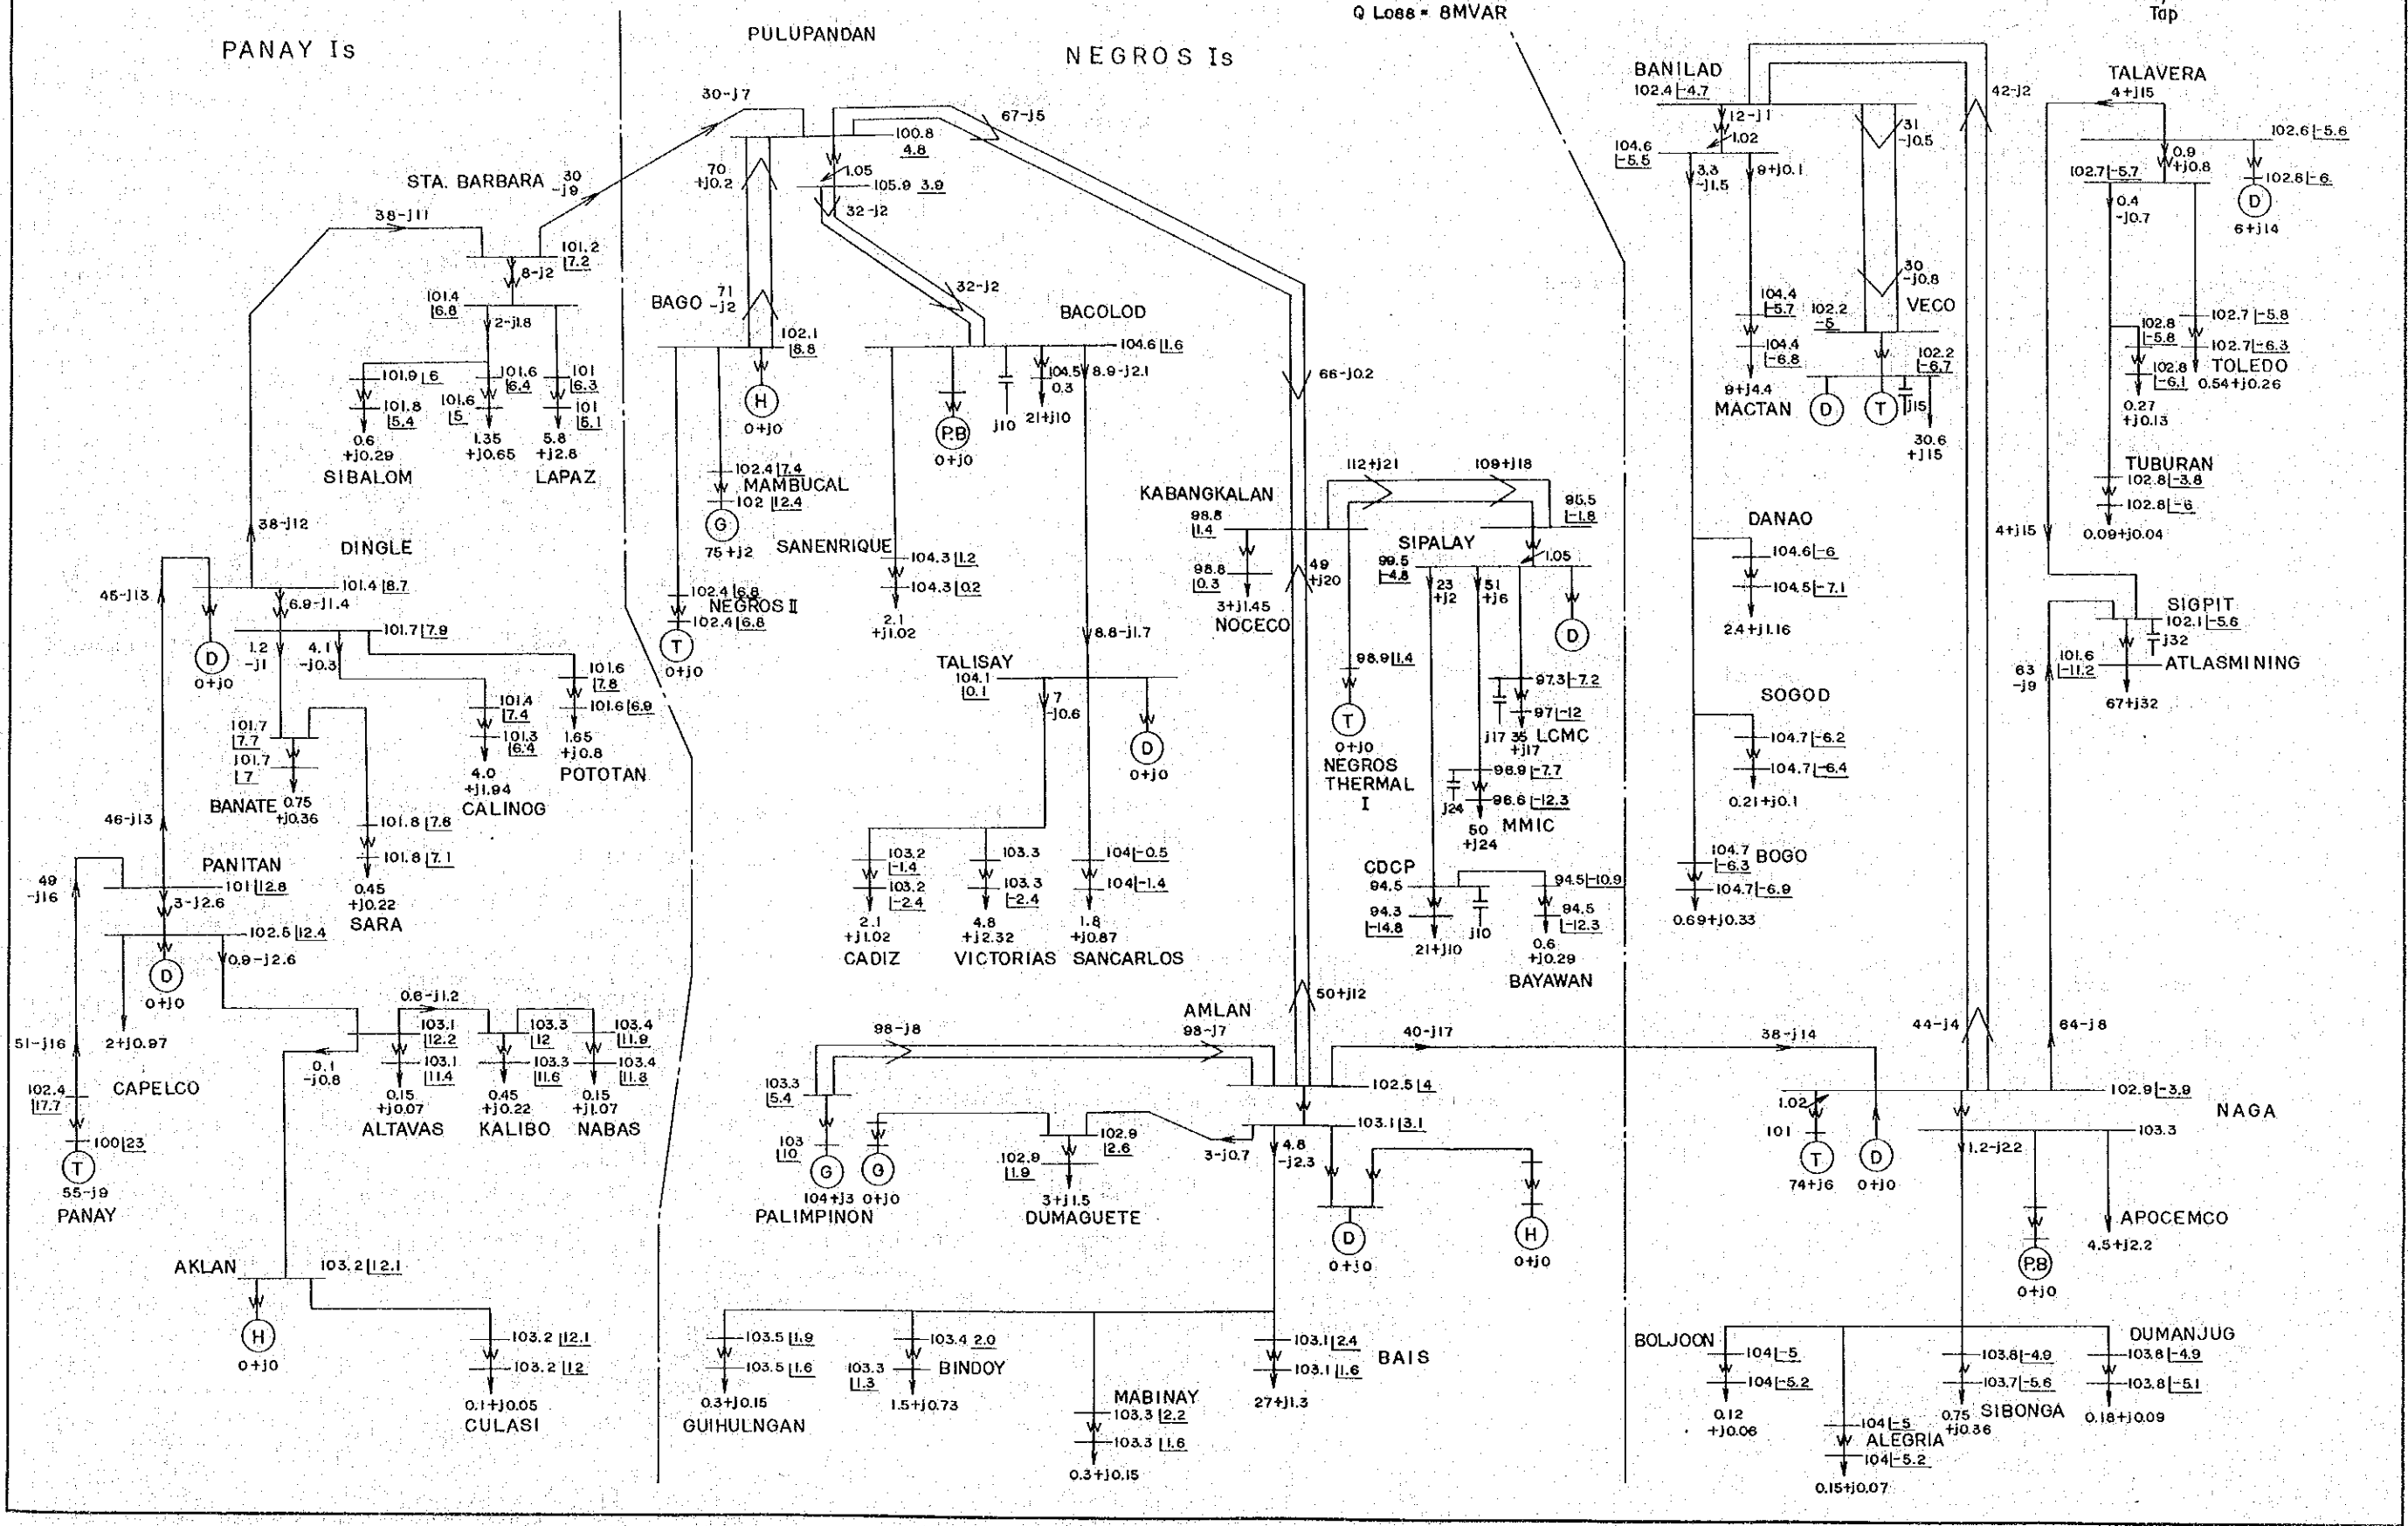 Q Loss = 8MVAR
Tap
PANAY Is
PULUPANDAN
NEGROS Is
30-j7
67-j5
100.8
4.8
70
+j0.2
1.05
105.9 3.9
32-j2
STA. BARBARA
30
-j9
38-j11
101.2
7.2
8-j2
101.4
6.8
2-j1.8
101.9 6
101.8
5.4
0.6
+j0.29
SIBALOM
101.6
6.4
101.6
5
1.35
+j0.65
101
6.3
101
5.1
5.8
+j2.8
LAPAZ
38-j12
DINGLE
101.4 8.7
45-j13
6.9-j1.4
101.7 7.9
D
0+j0
1.2
-j1
4.1
-j0.3
101.6
7.8
101.6 6.9
1.65
+j0.8
POTOTAN
101.4
7.4
101.3
6.4
4.0
+j1.94
CALINOG
101.7
7.7
101.7
7
BANATE
0.75
+j0.36
101.8 7.8
101.8 7.1
0.45
+j0.22
SARA
46-j13
PANITAN
101 12.8
49
-j16
3-j2.6
102.5 12.4
D
0+j0
0.9-j2.6
2+j0.97
CAPELCO
51-j16
102.4
17.7
100 23
T
55-j9
PANAY
0.6-j1.2
0.1
-j0.8
103.1
12.2
103.1
11.4
0.15
+j0.07
ALTAVAS
103.3
12
103.3
11.6
0.45
+j0.22
KALIBO
103.4
11.9
103.4
11.8
0.15
+j1.07
NABAS
AKLAN
103.2 12.1
H
0+j0
103.2 12.1
103.2 12
0.1+j0.05
CULASI
BAGO
71
-j2
102.1
8.8
H
0+j0
102.4 7.4
MAMBUCAL
102 12.4
G
75+j2
102.4 6.8
NEGROS II
102.4 6.8
T
0+j0
32-j2
BACOLOD
104.6 1.6
P.B
0+j0
j10
104.5
0.3
21+j10
8.9-j2.1
SANENRIQUE
104.3 1.2
104.3 0.2
2.1
+j1.02
8.8-j1.7
TALISAY
104.1
0.1
7
-j0.6
D
0+j0
103.2
-1.4
103.2
-2.4
2.1
+j1.02
CADIZ
103.3
103.3
-2.4
4.8
+j2.32
VICTORIAS
104 -0.5
104 -1.4
1.8
+j0.87
SANCARLOS
66-j0.2
KABANGKALAN
98.8
1.4
98.8
0.3
3+j1.45
NOCECO
49
+j20
112+j21
109+j18
96.5
-1.8
SIPALAY
99.5
-4.8
1.05
23
+j2
51
+j6
D
98.9 1.4
T
0+j0
NEGROS
THERMAL
I
97.3 -7.2
97 -12
j17
35
+j17
LCMC
96.9 -7.7
96.6 -12.3
j24
50
+j24
MMIC
CDCP
94.5
94.3
-14.8
21+j10
j10
94.5 -10.9
94.5
-12.3
0.6
+j0.29
BAYAWAN
50+j12
AMLAN
98-j8
98-j7
40-j17
38-j14
102.5 4
103.3
5.4
103
10
G
104+j3
PALIMPINON
G
0+j0
102.9
2.6
102.9
1.9
3+j1.5
DUMAGUETE
3-j0.7
103.1 3.1
4.8
-j2.3
D
0+j0
H
0+j0
103.5 1.9
103.5 1.6
0.3+j0.15
GUIHULNGAN
103.4 2.0
103.3
1.3
BINDOY
1.5+j0.73
MABINAY
103.3 2.2
103.3 1.6
0.3+j0.15
103.1 2.4
103.1 1.6
BAIS
27+j1.3
BANILAD
102.4 -4.7
12-j1
1.02
104.6
-5.5
3.3
-j1.5
9+j0.1
31
-j0.5
42-j2
104.4
-5.7
104.4
-6.8
9+j4.4
MACTAN
30
-j0.8
VECO
102.2
-5
102.2
-6.7
D
T
j15
30.6
+j15
DANAO
104.6 -6
104.5 -7.1
2.4+j1.16
SOGOD
104.7 -6.2
104.7 -6.4
0.21+j0.1
104.7
-6.3
BOGO
104.7 -6.9
0.69+j0.33
TALAVERA
4+j15
102.6 -5.6
0.9
+j0.8
102.7 -5.7
102.8 -6
D
6+j14
0.4
-j0.7
102.8
-5.8
102.7 -5.8
102.7 -6.3
TOLEDO
0.54+j0.26
102.8
-6.1
0.27
+j0.13
TUBURAN
102.8 -3.8
102.8 -6
0.09+j0.04
4+j15
SIGPIT
102.1 -5.6
j32
101.6
-11.2
ATLASMINING
67+j32
63
-j9
44-j4
64-j8
102.9 -3.9
NAGA
1.02
101
T
74+j6
D
0+j0
103.3
1.2-j2.2
P.B
0+j0
APOCEMCO
4.5+j2.2
BOLJOON
104 -5
104 -5.2
0.12
+j0.06
104 -5
ALEGRIA
104 -5.2
0.15+j0.07
103.8 -4.9
103.7 -5.6
0.75
+j0.36
SIBONGA
DUMANJUG
103.8 -4.9
103.8 -5.1
0.18+j0.09